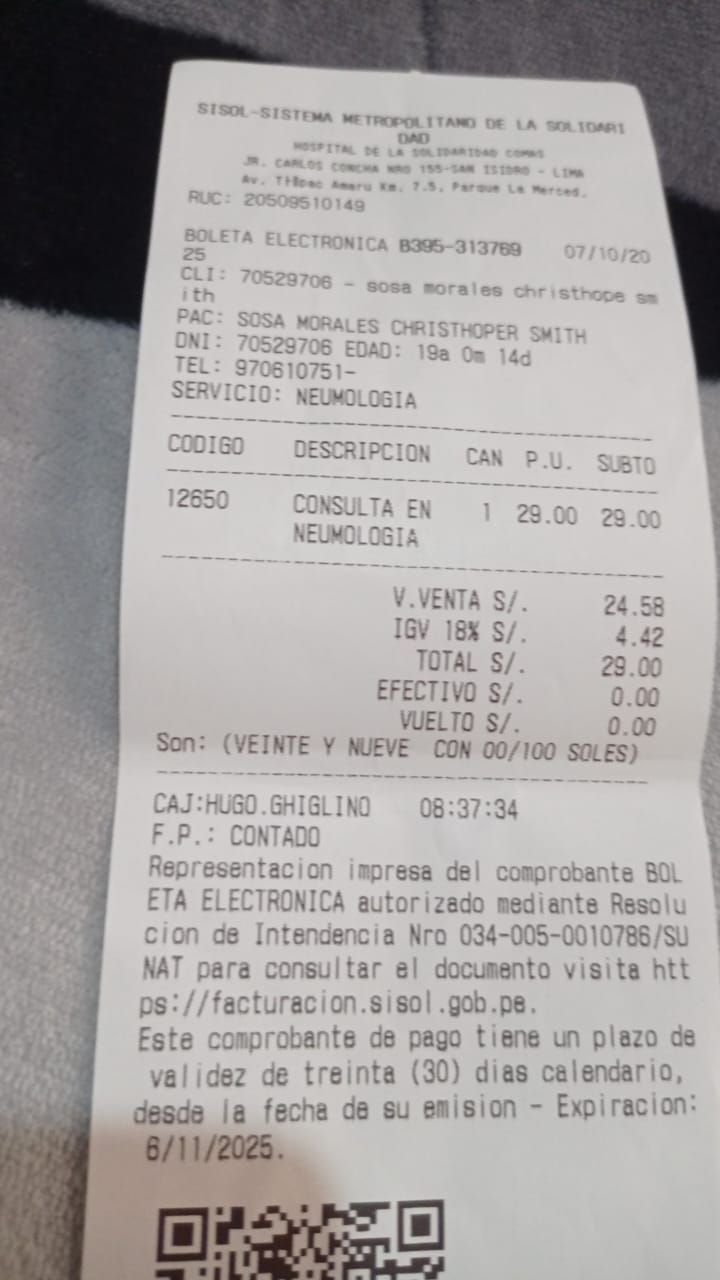 SISOL-SISTEMA METROPOLITANO DE LA SOLIDARI
DAD
HOSPITAL DE LA SOLIDARIDAD COMAS
JR. CARLOS CONCHA NRO 155-SAN ISIDRO - LIMA
Av. Amaru Km. 7.5, Parque La Merced.
RUC: 20509510149
BOLETA ELECTRONICA B395-313769 07/10/20
25
CLI: 70529706 - sosa morales christhope sm
ith
PAC: SOSA MORALES CHRISTHOPER SMITH
DNI: 70529706 EDAD: 19a 0m 14d
TEL: 970610751-
SERVICIO: NEUMOLOGIA
CODIGO DESCRIPCION CAN P.U. SUBTO
12650 CONSULTA EN 1 29.00 29.00
NEUMOLOGIA
V.VENTA S/. 24.58
IGV 18% S/. 4.42
TOTAL S/. 29.00
EFECTIVO S/. 0.00
VUELTO S/. 0.00
Son: (VEINTE Y NUEVE CON 00/100 SOLES)
CAJ:HUGO.GHIGLINO 08:37:34
F.P.: CONTADO
Representacion impresa del comprobante BOL
ETA ELECTRONICA autorizado mediante Resolu
cion de Intendencia Nro 034-005-0010786/SU
NAT para consultar el documento visita htt
ps://facturacion.sisol.gob.pe.
Este comprobante de pago tiene un plazo de
validez de treinta (30) dias calendario,
desde la fecha de su emision - Expiracion:
6/11/2025.